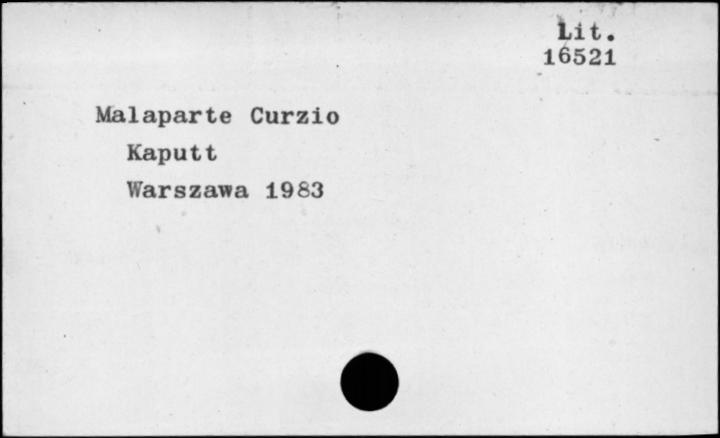 Lit.
16521
Malaparte Curzio
Kaputt
Warszawa 1983